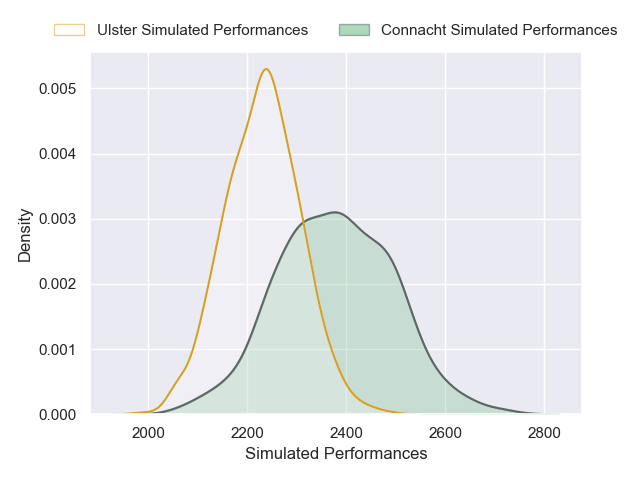 Ulster Simulated Performances Connacht Simulated Performances
0.005
0.004
0.003
0.002
0.001
0.000
Density
2000 2200 2400 2600 2800
Simulated Performances